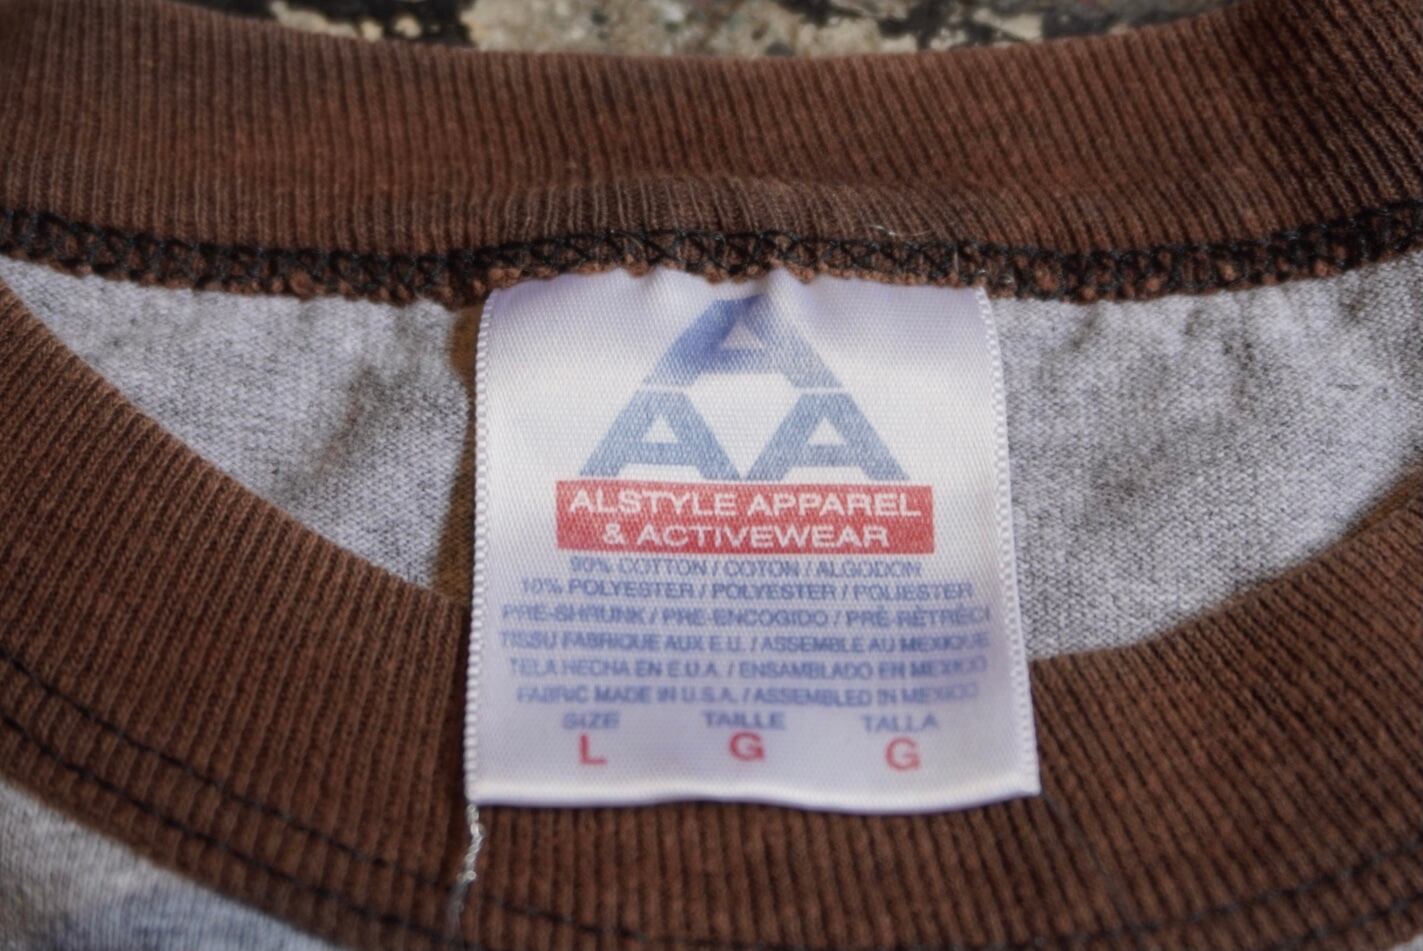 A
AA
ALSTYLE APPAREL
& ACTIVEWEAR
90% COTTON / COTON / ALGODON
10% POLYESTER / POLYESTER / POLIESTER
PRE-SHRUNK / PRE-ENCOGIDO / PRÉ-RÉTRÉCI
TISSU FABRIQUE AUX E.U. / ASSEMBLE AU MEXIQUE
TELA HECHA EN E.U.A. / ENSAMBLADO EN MEXICO
FABRIC MADE IN U.S.A. / ASSEMBLED IN MEXICO
SIZE TAILLE TALLA
L G G